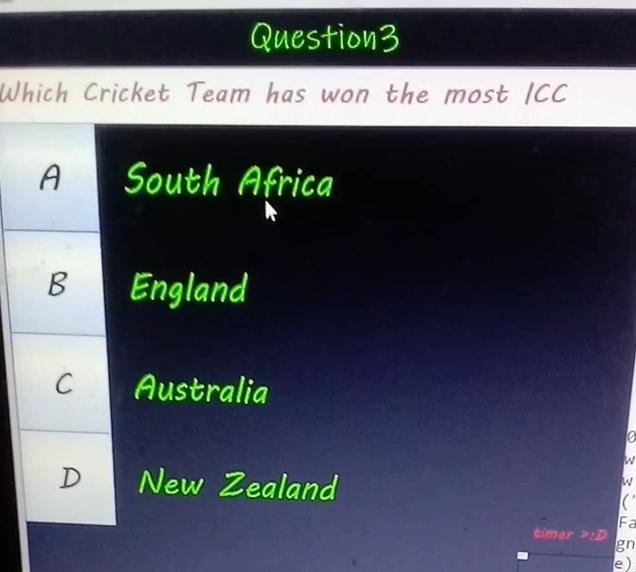 Question3
Which Cricket Team has won the most ICC
A South Africa
B England
C Australia
D New Zealand
timer >:D
0
w
w
('
Fa
gn
e)